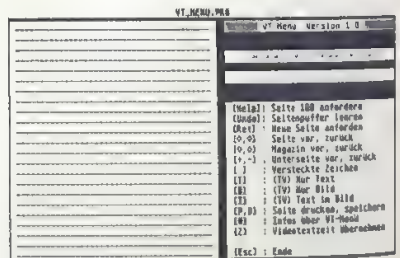 VT_MENU.PRG
VT Menü Version 1.0
[Help]: Seite 100 anfordern
[Undo]: Seitenpuffer leeren
[Ret] : Neue Seite anfordern
Seite vor, zurück
Magazin vor, zurück
[+,-] : Unterseite vor, zurück
[ ] : Versteckte Zeichen
[T] : (TV) Nur Text
[B] : (TV) Nur Bild
: (TV) Text im Bild
[P,D] : Seite drucken, speichern
: Infos über VT-Menü
[Z] : Videotextzeit übernehmen
[Esc] : Ende